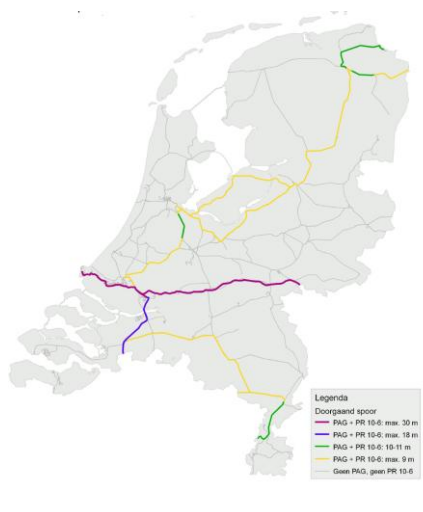 Legenda
Doorgaand spoor
PAG + PR 10-6: max. 30 m
PAG + PR 10-6: max. 18 m
PAG + PR 10-6: 10-11 m
PAG + PR 10-6: max. 9 m
Geen PAG, geen PR 10-6